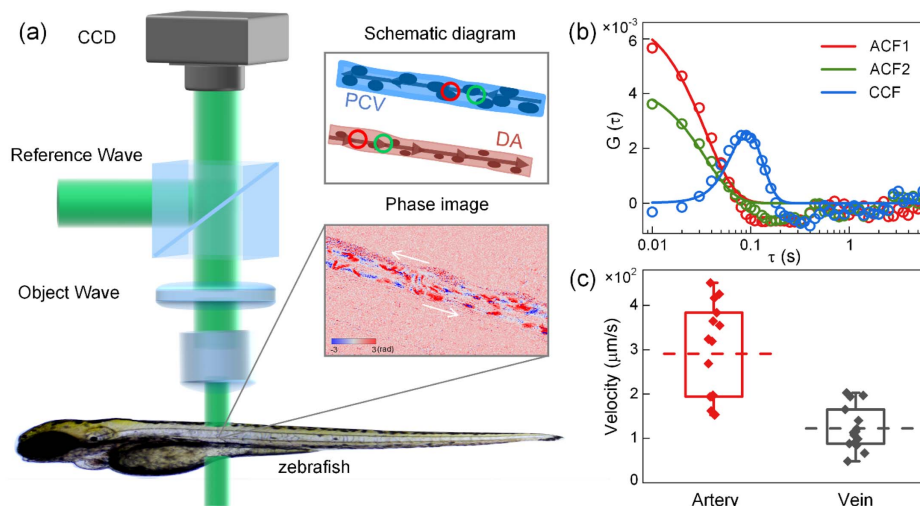 (a)
CCD
Reference Wave
Object Wave
Schematic diagram
PCV
DA
Phase image
-3
3(rad)
zebrafish
(b)
×10⁻³
6
4
2
0
G (τ)
ACF1
ACF2
CCF
0.01
0.1
1
τ (s)
(c)
×10²
4
3
2
1
0
Velocity (μm/s)
Artery
Vein